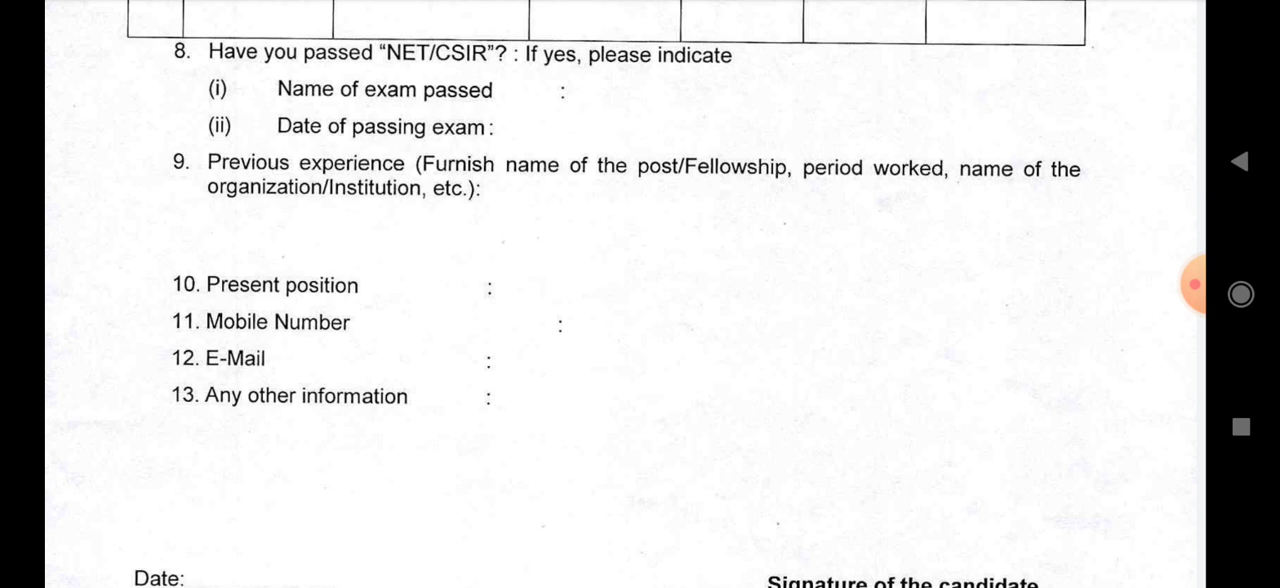 8. Have you passed “NET/CSIR”? : If yes, please indicate
(i) Name of exam passed :
(ii) Date of passing exam :
9. Previous experience (Furnish name of the post/Fellowship, period worked, name of the
organization/Institution, etc.):
10. Present position :
11. Mobile Number :
12. E-Mail :
13. Any other information :
Date:
Signature of the candidate